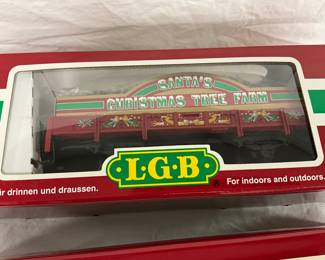 SANTA'S
CHRISTMAS TREE FARM
L·G·B®
ür drinnen und draussen.
For indoors and outdoors.